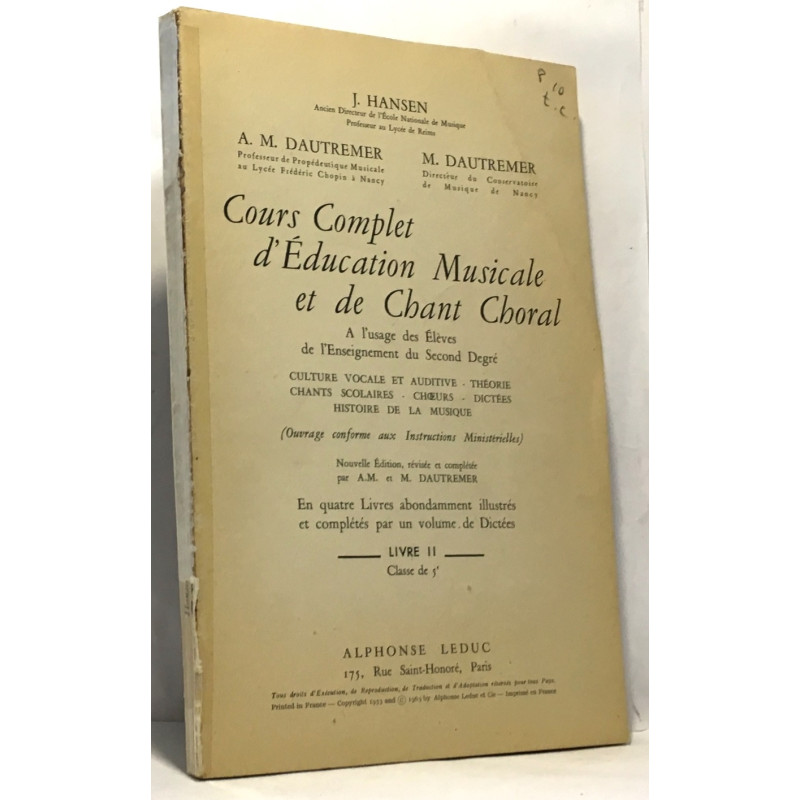 P 10
t.c.
J. HANSEN
Ancien Directeur de l'École Nationale de Musique
Professeur au Lycée de Reims
A. M. DAUTREMER
Professeur de Propédeutique Musicale
au Lycée Frédéric Chopin à Nancy
M. DAUTREMER
Directeur du Conservatoire
de Musique de Nancy
Cours Complet
d'Éducation Musicale
et de Chant Choral
A l'usage des Élèves
de l'Enseignement du Second Degré
CULTURE VOCALE ET AUDITIVE - THÉORIE
CHANTS SCOLAIRES - CHŒURS - DICTÉES
HISTOIRE DE LA MUSIQUE
(Ouvrage conforme aux Instructions Ministérielles)
Nouvelle Édition, révisée et complétée
par A.M. et M. DAUTREMER
En quatre Livres abondamment illustrés
et complétés par un volume de Dictées
LIVRE II
Classe de 5e
ALPHONSE LEDUC
175, Rue Saint-Honoré, Paris
Tous droits d'Exécution, de Reproduction, de Traduction et d'Adaptation réservés pour tous Pays.
Printed in France — Copyright 1953 and © 1963 by Alphonse Leduc et Cie — Imprimé en France